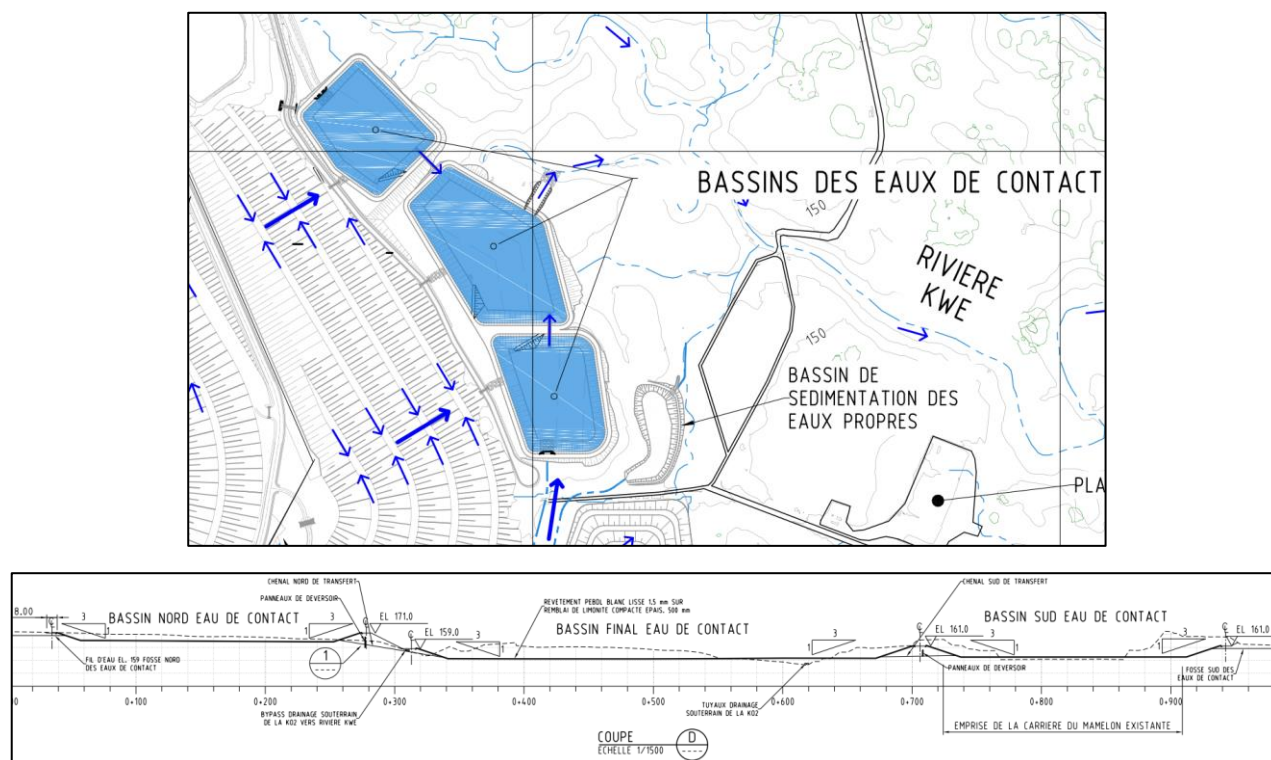 BASSINS DES EAUX DE CONTACT
150
RIVIERE
KWE
150
BASSIN DE
SEDIMENTATION DES
EAUX PROPRES
PLA
CHENAL NORD DE TRANSFERT
PANNEAUX DE DEVERSOIR
CHENAL SUD DE TRANSFERT
8.00
3
1
BASSIN NORD EAU DE CONTACT
3
1
EL 171.0
EL 159.0
3
1
REVETEMENT PEBDL BLANC LISSE 1.5 mm SUR
REMBLAI DE LIMONITE COMPACTE EPAIS. 500 mm
BASSIN FINAL EAU DE CONTACT
3
1
EL 161.0
3
1
BASSIN SUD EAU DE CONTACT
3
1
EL 161.0
FIL D'EAU EL. 159 FOSSE NORD
DES EAUX DE CONTACT
1
PANNEAUX DE DEVERSOIR
FOSSE SUD DES
EAUX DE CONTACT
00
0+100
0+200
0+300
0+400
0+500
0+600
0+700
0+800
0+900
BYPASS DRAINAGE SOUTERRAIN
DE LA KO2 VERS RIVIERE KWE
TUYAUX DRAINAGE
SOUTERRAIN DE LA KO2
EMPRISE DE LA CARRIERE DU MAMELON EXISTANTE
COUPE
D
ECHELLE 1/1500